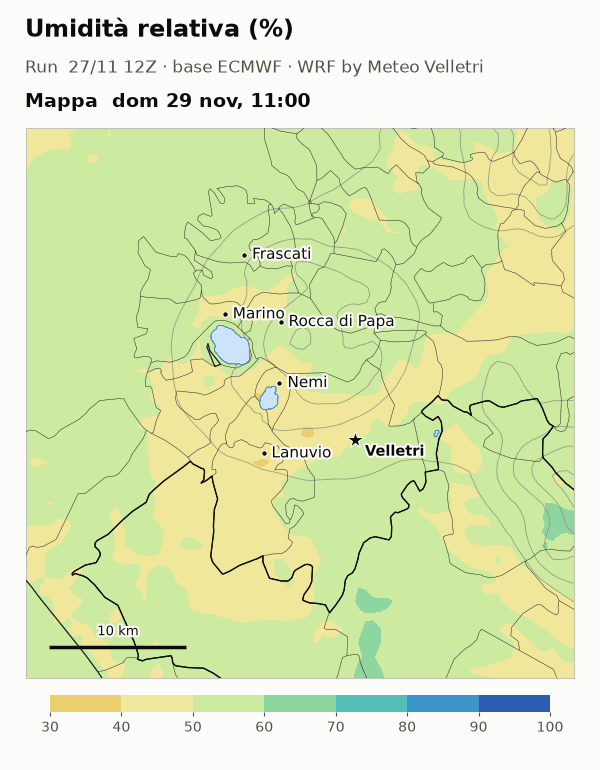 Umidità relativa (%)
Run  27/11 12Z · base ECMWF · WRF by Meteo Velletri
Mappa  dom 29 nov, 11:00
Frascati
Marino
Rocca di Papa
Nemi
Velletri
Lanuvio
10 km
30 40 50 60 70 80 90 100